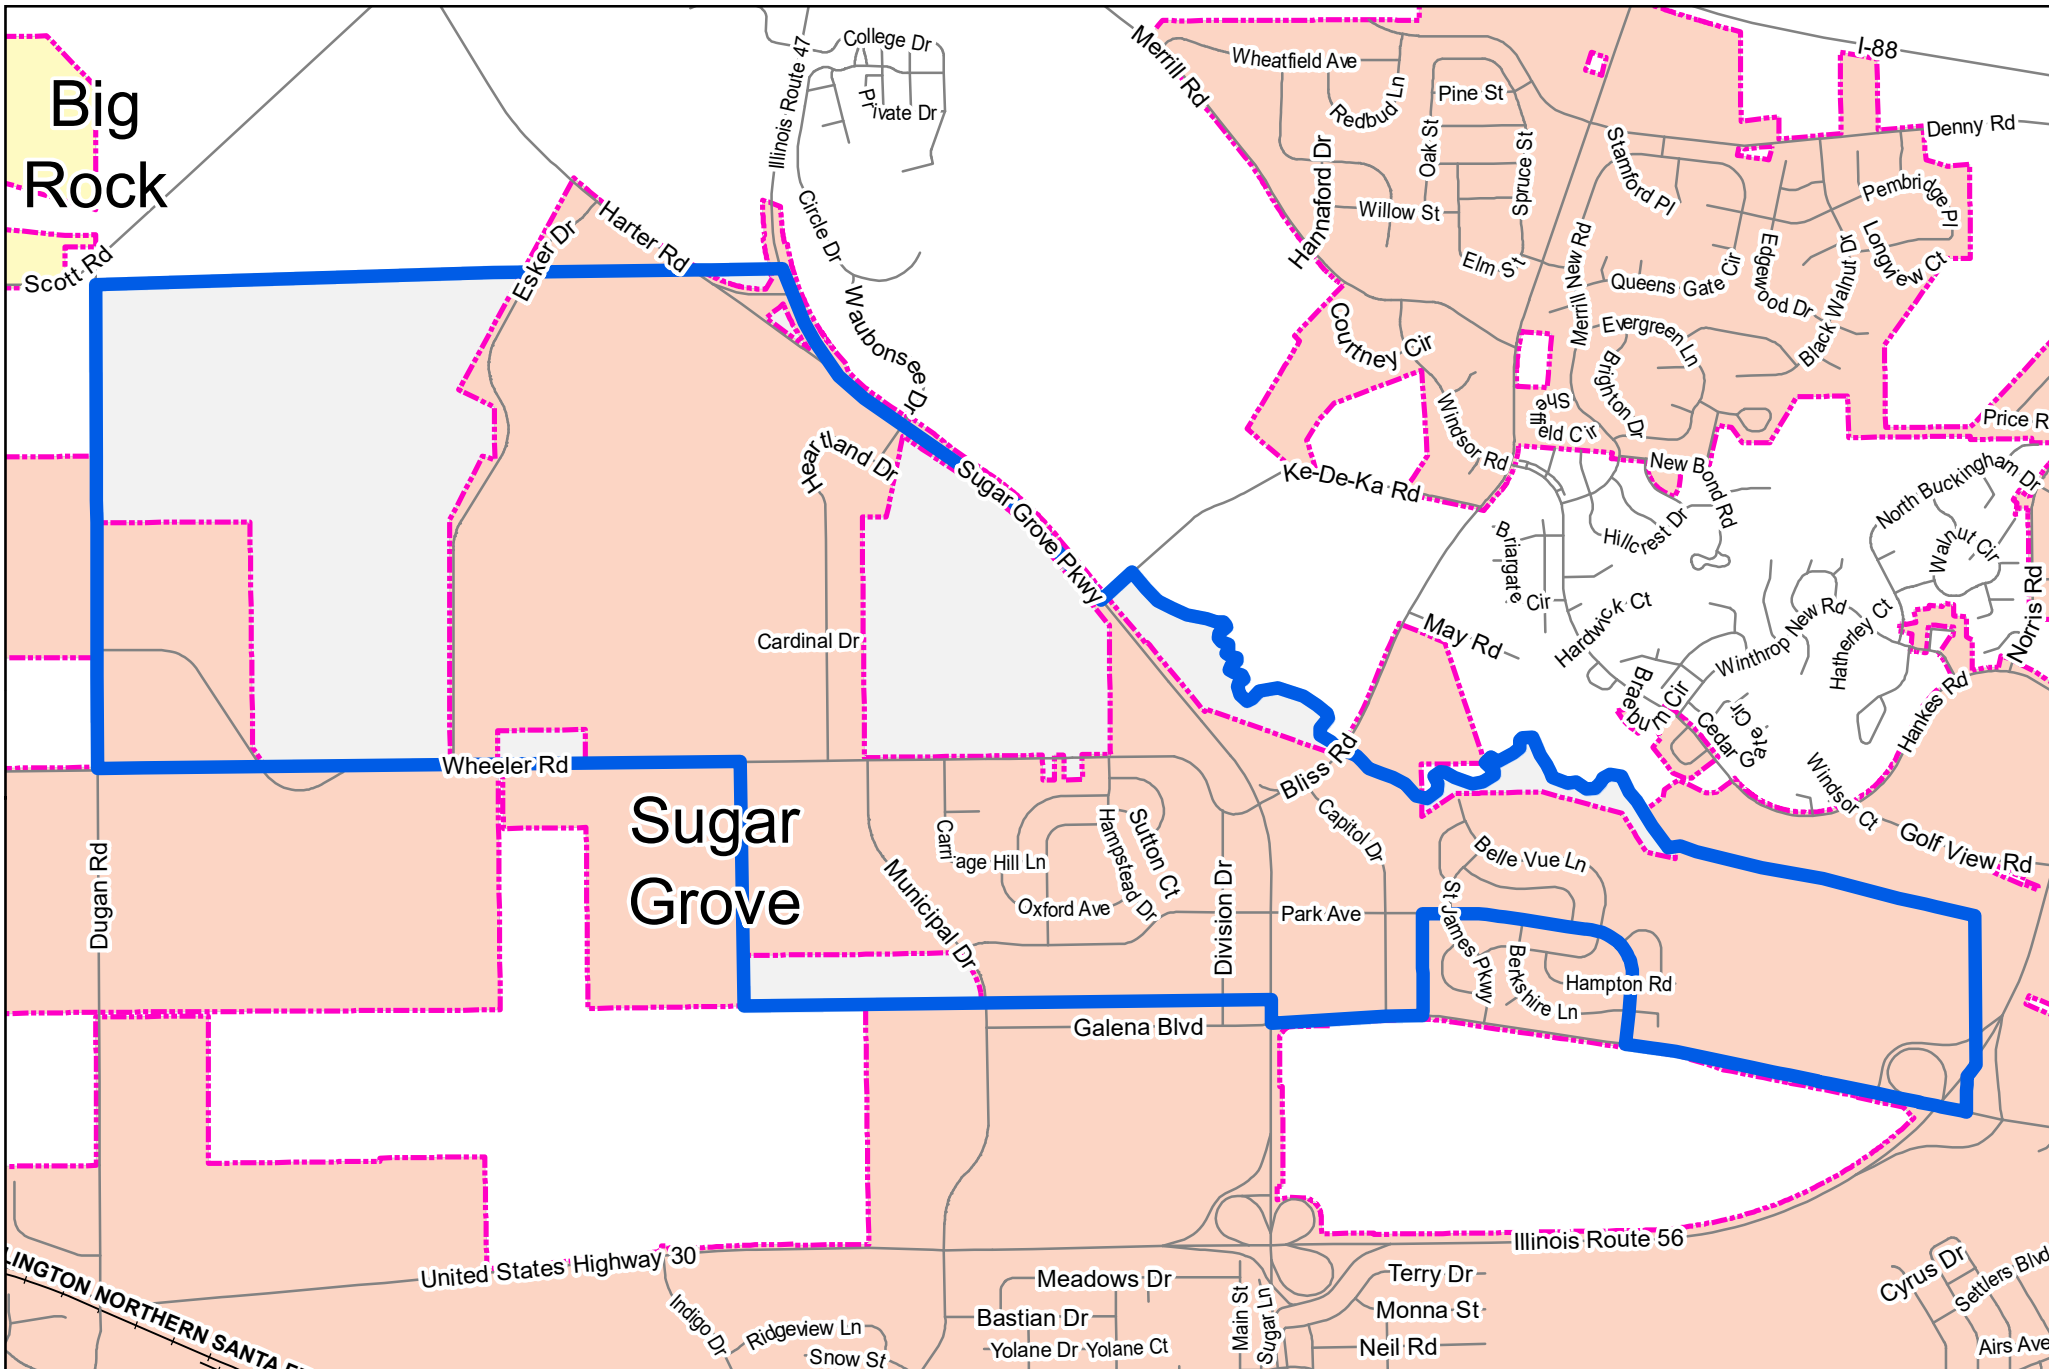 Big
Rock
Scott Rd
Esker Dr
Harter Rd
Illinois Route 47
College Dr
Private Dr
Circle Dr
Waubonsee Dr
Merrill Rd
Wheatfield Ave
Redbud Ln
Pine St
Oak St
Spruce St
Hannaford Dr
Willow St
Elm St
Stamford Pl
Merrill New Rd
Queens Gate Cir
Edgewood Dr
Black Walnut Dr
Longview Ct
Pembridge Pl
Denny Rd
I-88
Courtney Cir
Evergreen Ln
Brighton Dr
Sheffield Cir
Windsor Rd
Ke-De-Ka Rd
Price R
New Bond Rd
North Buckingham Dr
Walnut Cir
Hillcrest Dr
Briargate Cir
Hardwick Ct
Winthrop New Rd
Hatherley Ct
Norris Rd
May Rd
Braeburn Cir
Cedar Gate Cir
Hankes Rd
Windsor Ct
Golf View Rd
Heartland Dr
Sugar Grove Pkwy
Cardinal Dr
Wheeler Rd
Bliss Rd
Sugar
Grove
Dugan Rd
Carriage Hill Ln
Hampstead Dr
Sutton Ct
Oxford Ave
Municipal Dr
Division Dr
Capitol Dr
Park Ave
Belle Vue Ln
St James Pkwy
Berkshire Ln
Hampton Rd
Galena Blvd
Illinois Route 56
United States Highway 30
LINGTON NORTHERN SANTA F
Indigo Dr
Ridgeview Ln
Snow St
Meadows Dr
Bastian Dr
Yolane Dr
Yolane Ct
Main St
Sugar Ln
Terry Dr
Monna St
Neil Rd
Cyrus Dr
Settlers Blvd
Airs Ave